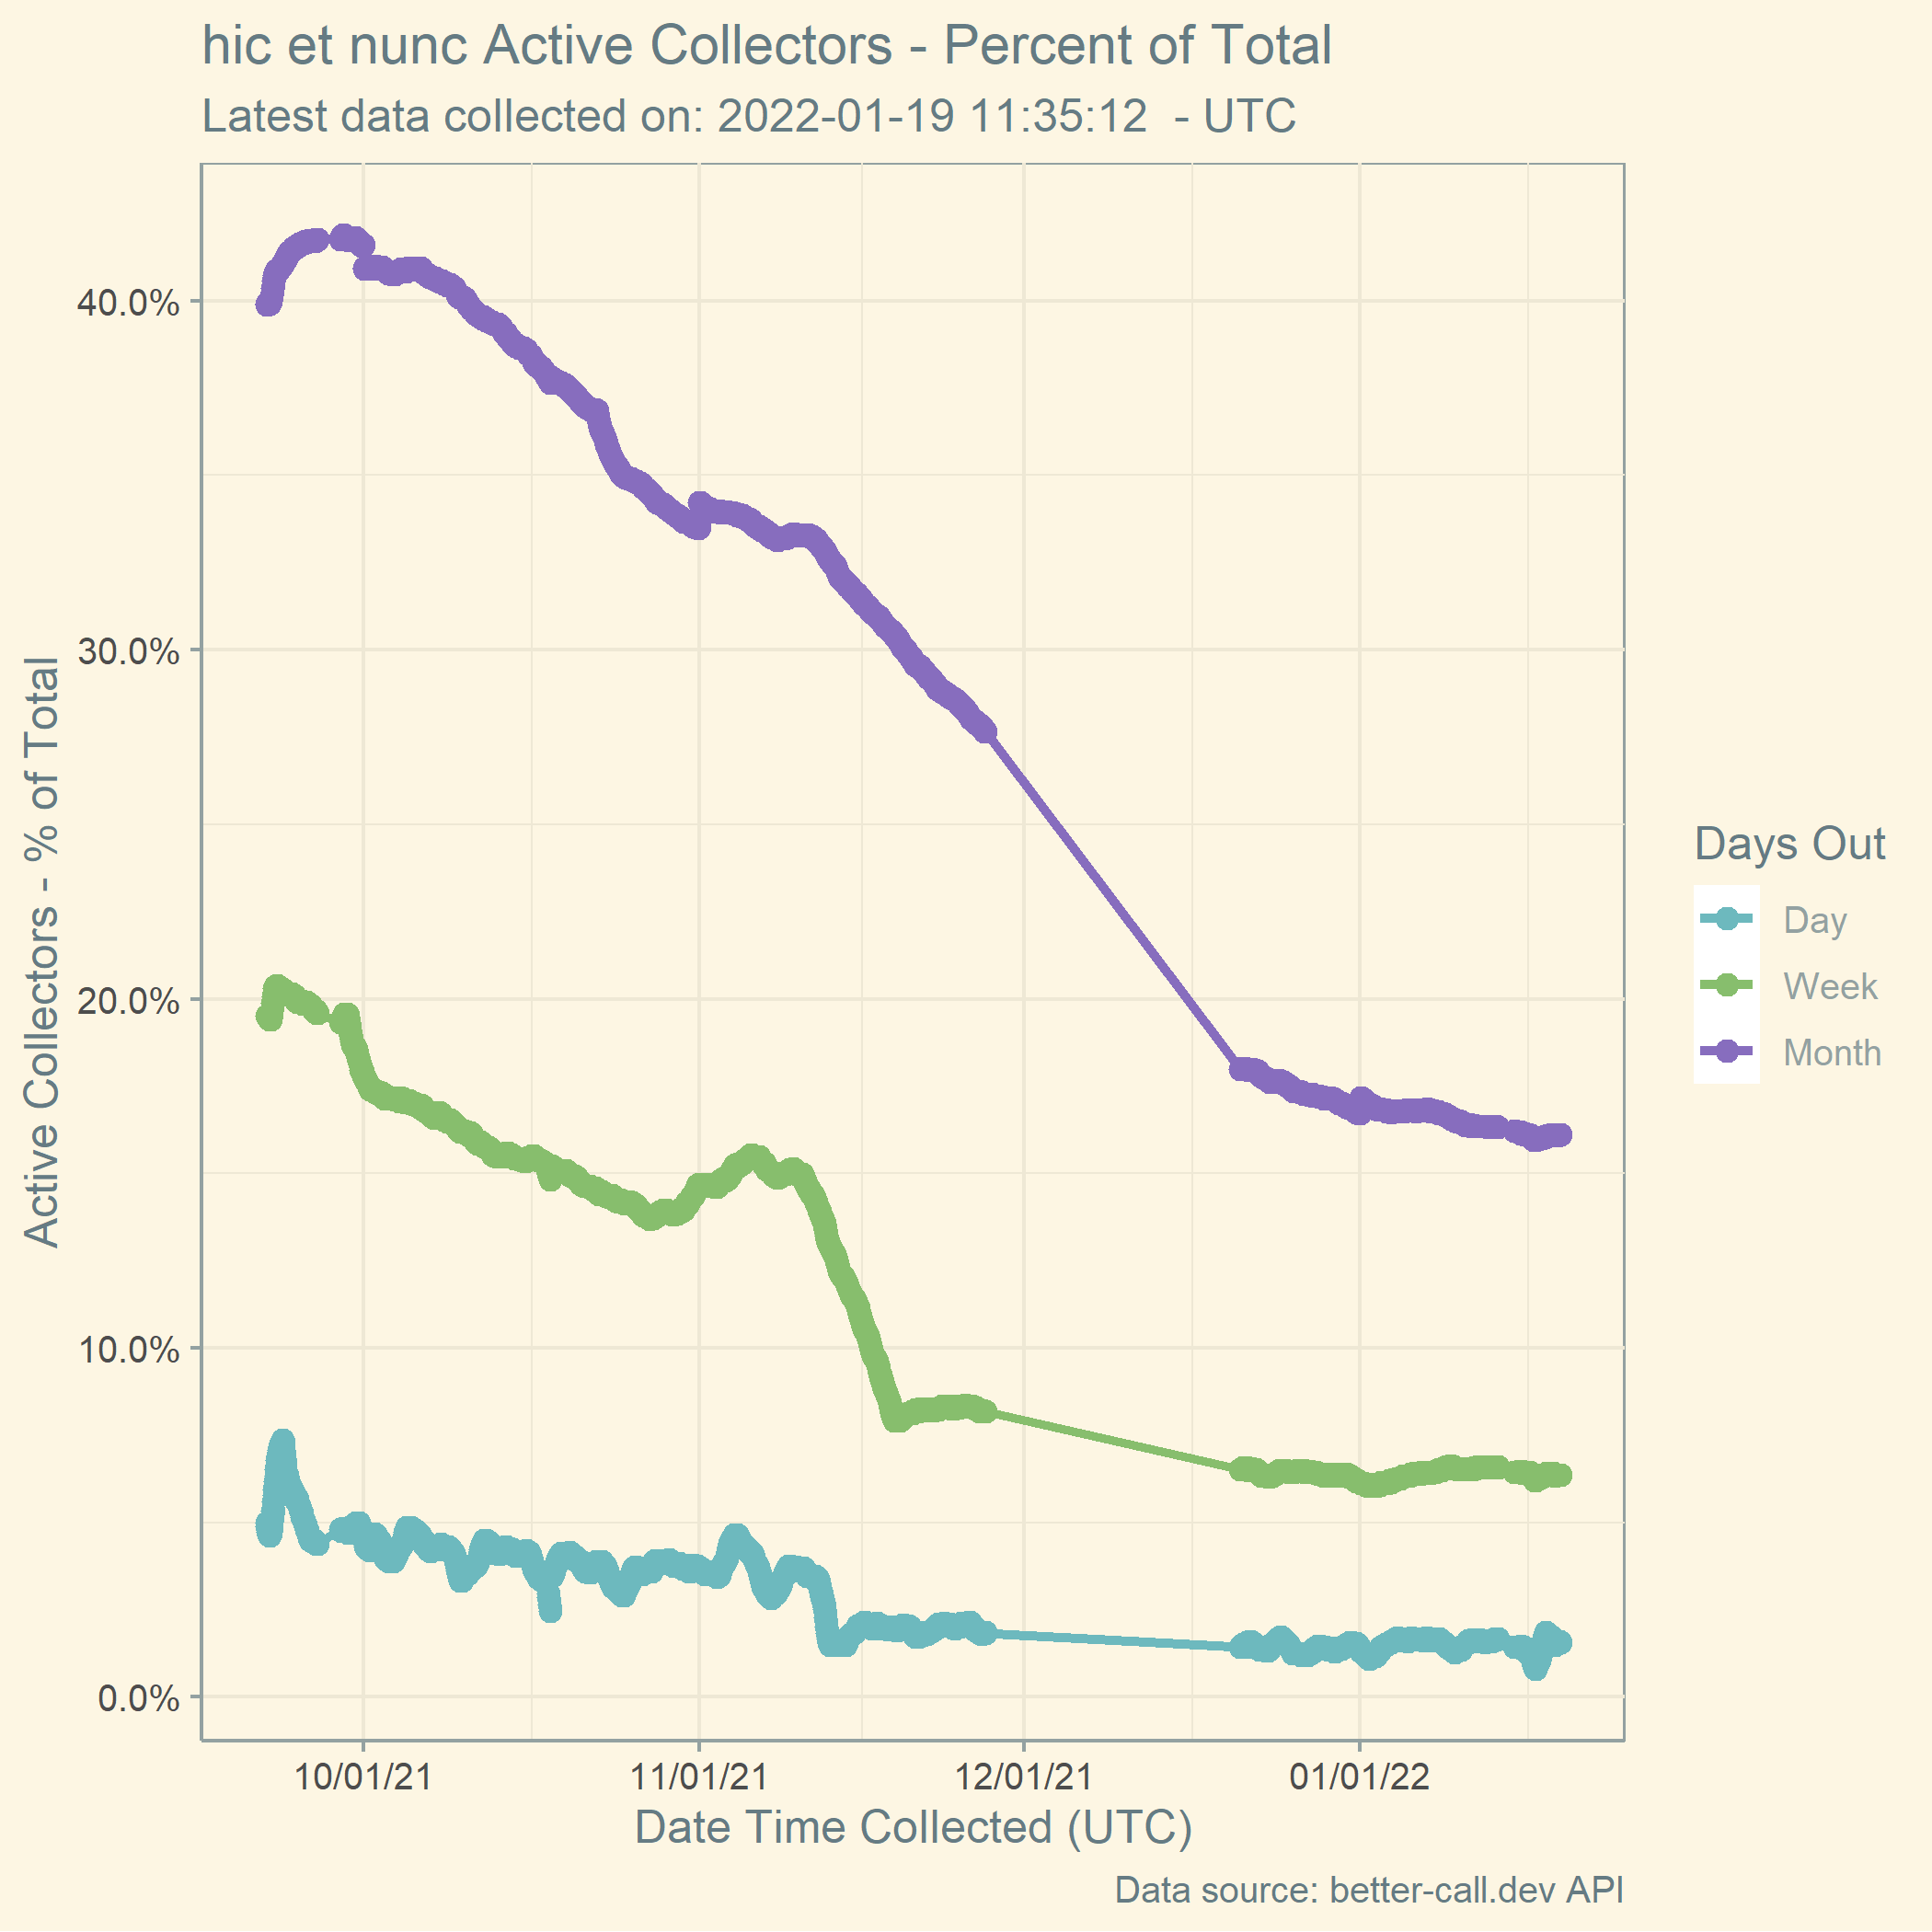 hic et nunc Active Collectors - Percent of Total
Latest data collected on: 2022-01-19 11:35:12  - UTC
Active Collectors - % of Total
40.0%
30.0%
20.0%
10.0%
0.0%
10/01/21
11/01/21
12/01/21
01/01/22
Date Time Collected (UTC)
Days Out
Day
Week
Month
Data source: better-call.dev API